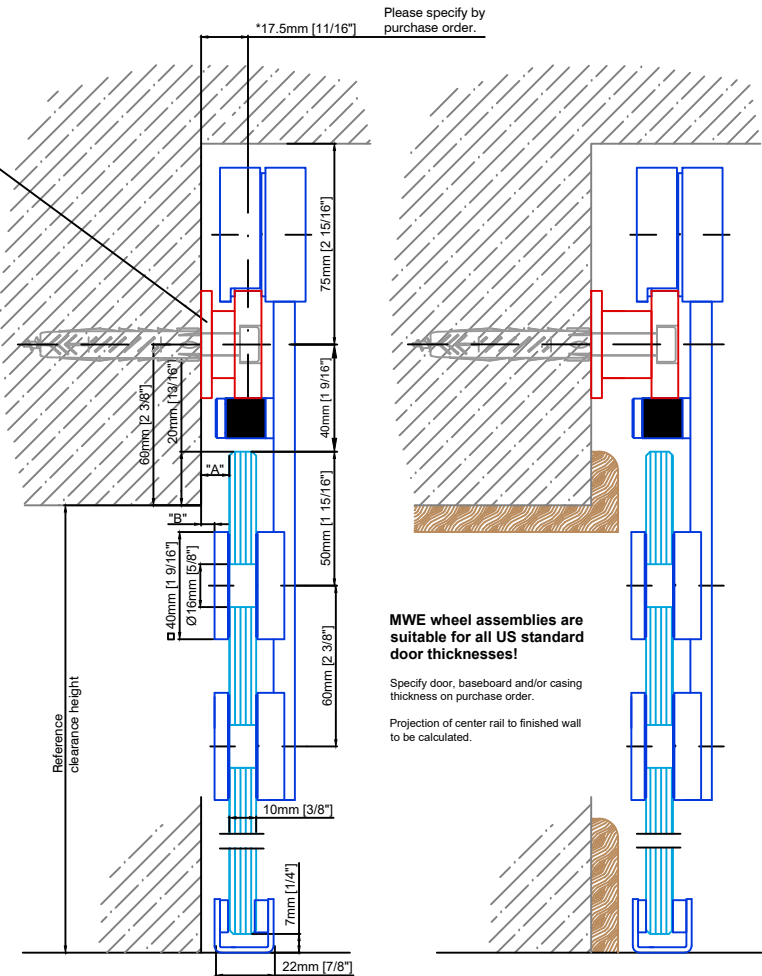 Please specify by
purchase order.
*17.5mm [11/16"]
75mm [2 15/16"]
60mm [2 3/8"]
20mm [13/16"]
40mm [1 9/16"]
"A"
50mm [1 15/16"]
"B"
40mm [1 9/16"]
Ø16mm [5/8"]
60mm [2 3/8"]
MWE wheel assemblies are
suitable for all US standard
door thicknesses!
Specify door, baseboard and/or casing
thickness on purchase order.
Projection of center rail to finished wall
to be calculated.
Reference
clearance height
10mm [3/8"]
7mm [1/4"]
22mm [7/8"]